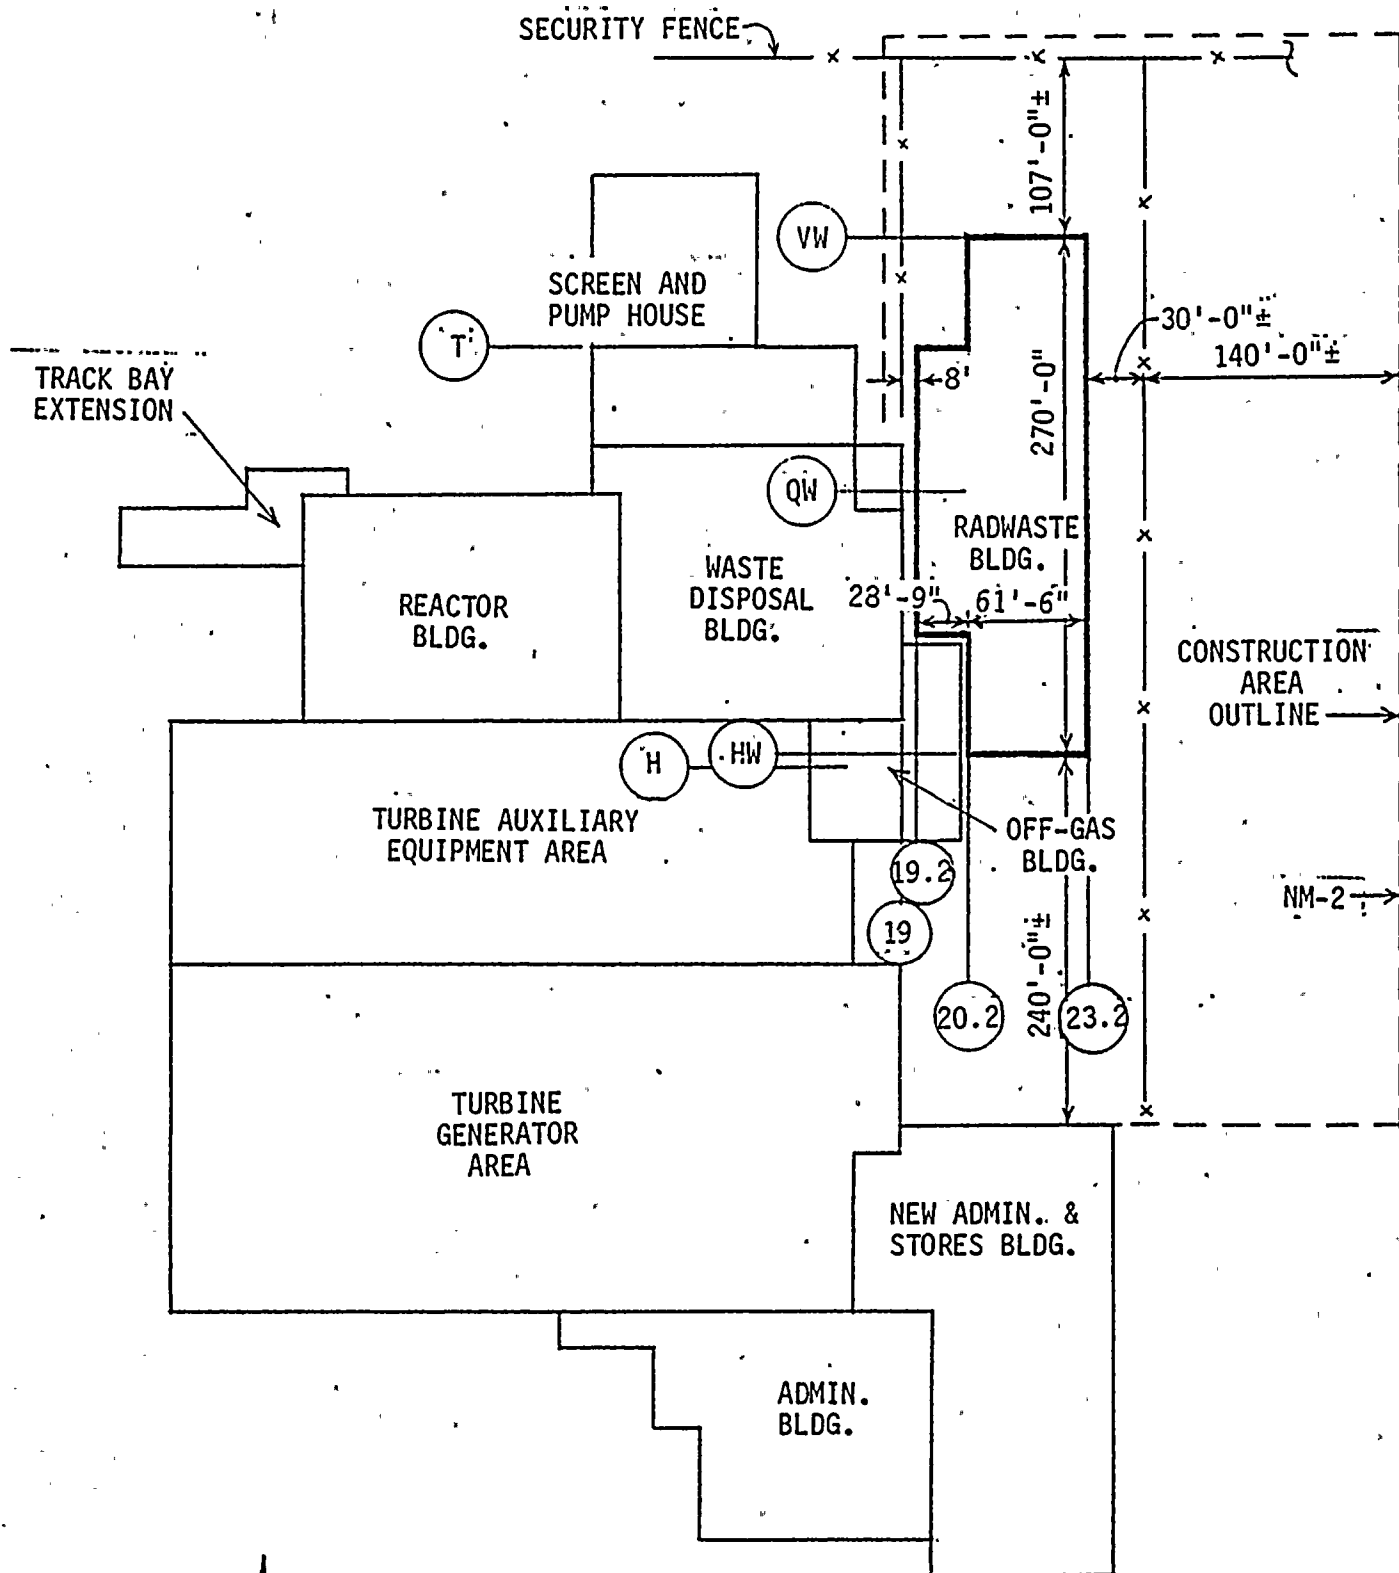 SECURITY FENCE
107'-0"±
VW
SCREEN AND
PUMP HOUSE
30'-0"±
T
140'-0"±
TRACK BAY
EXTENSION
8'
270'-0"
QW
RADWASTE
BLDG.
WASTE
DISPOSAL
BLDG.
28'-9"
61'-6"
REACTOR
BLDG.
CONSTRUCTION
AREA
OUTLINE
H
HW
TURBINE AUXILIARY
EQUIPMENT AREA
OFF-GAS
BLDG.
19.2
NM-2
19
240'-0"±
20.2
23.2
TURBINE
GENERATOR
AREA
NEW ADMIN. &
STORES BLDG.
ADMIN.
BLDG.